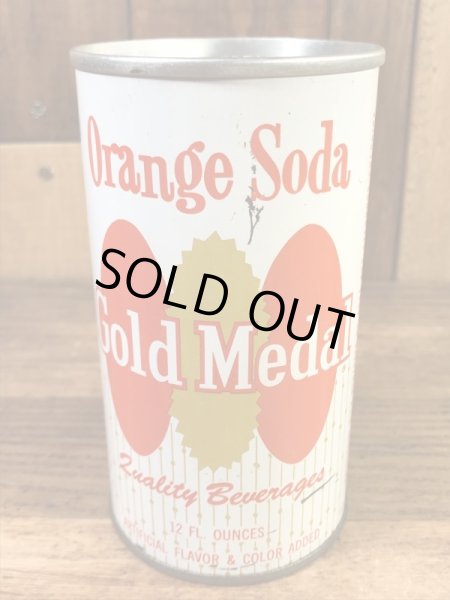 Orange Soda
SOLD OUT
Gold Medal
Quality Beverages
12 FL. OUNCES
ARTIFICIAL FLAVOR & COLOR ADDED